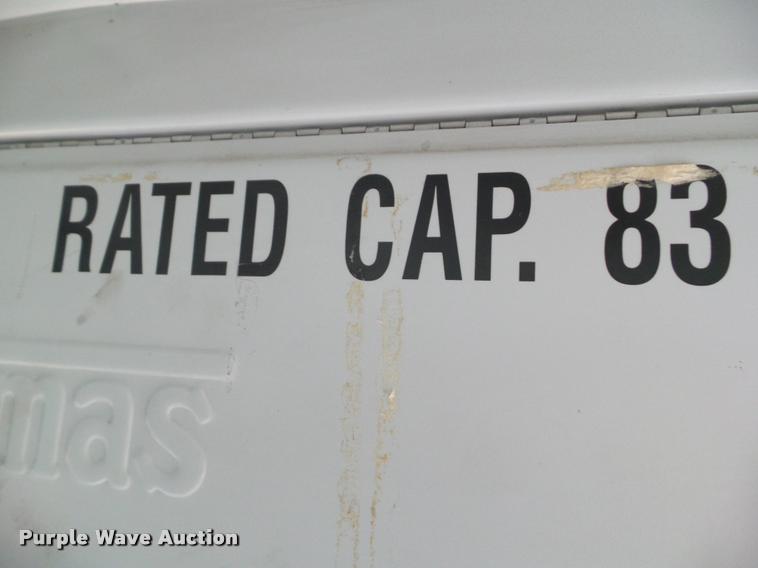 RATED CAP. 83
mas
Purple Wave Auction